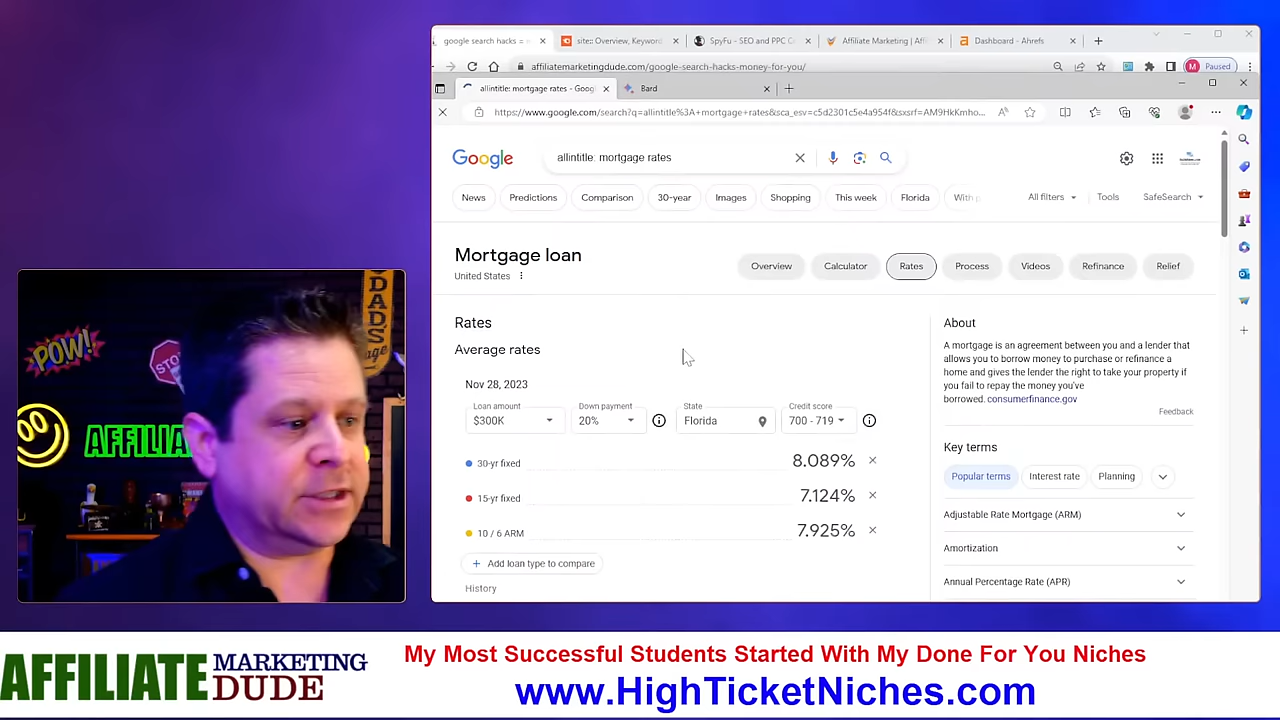 google search hacks =
site:: Overview, Keyword
SpyFu - SEO and PPC C
Affiliate Marketing | Aff
Dashboard - Ahrefs
affiliatemarketingdude.com/google-search-hacks-money-for-you/
M
Paused
allintitle: mortgage rates - Goog
Bard
https://www.google.com/search?q=allintitle%3A+mortgage+rates&sca_esv=c5d2301c5e4a954f&sxsrf=AM9HkKmho...
Google
allintitle: mortgage rates
News
Predictions
Comparison
30-year
Images
Shopping
This week
Florida
With p
All filters
Tools
SafeSearch
Mortgage loan
United States
Overview
Calculator
Rates
Process
Videos
Refinance
Relief
Rates
Average rates
Nov 28, 2023
Loan amount
$300K
Down payment
20%
State
Florida
Credit score
700 - 719
30-yr fixed 8.089%
15-yr fixed 7.124%
10 / 6 ARM 7.925%
+ Add loan type to compare
History
About
A mortgage is an agreement between you and a lender that
allows you to borrow money to purchase or refinance a
home and gives the lender the right to take your property if
you fail to repay the money you've
borrowed. consumerfinance.gov
Feedback
Key terms
Popular terms
Interest rate
Planning
Adjustable Rate Mortgage (ARM)
Amortization
Annual Percentage Rate (APR)
POW!
STO
DAD'S
AFFILIA
AFFILIATE MARKETING DUDE
My Most Successful Students Started With My Done For You Niches
www.HighTicketNiches.com